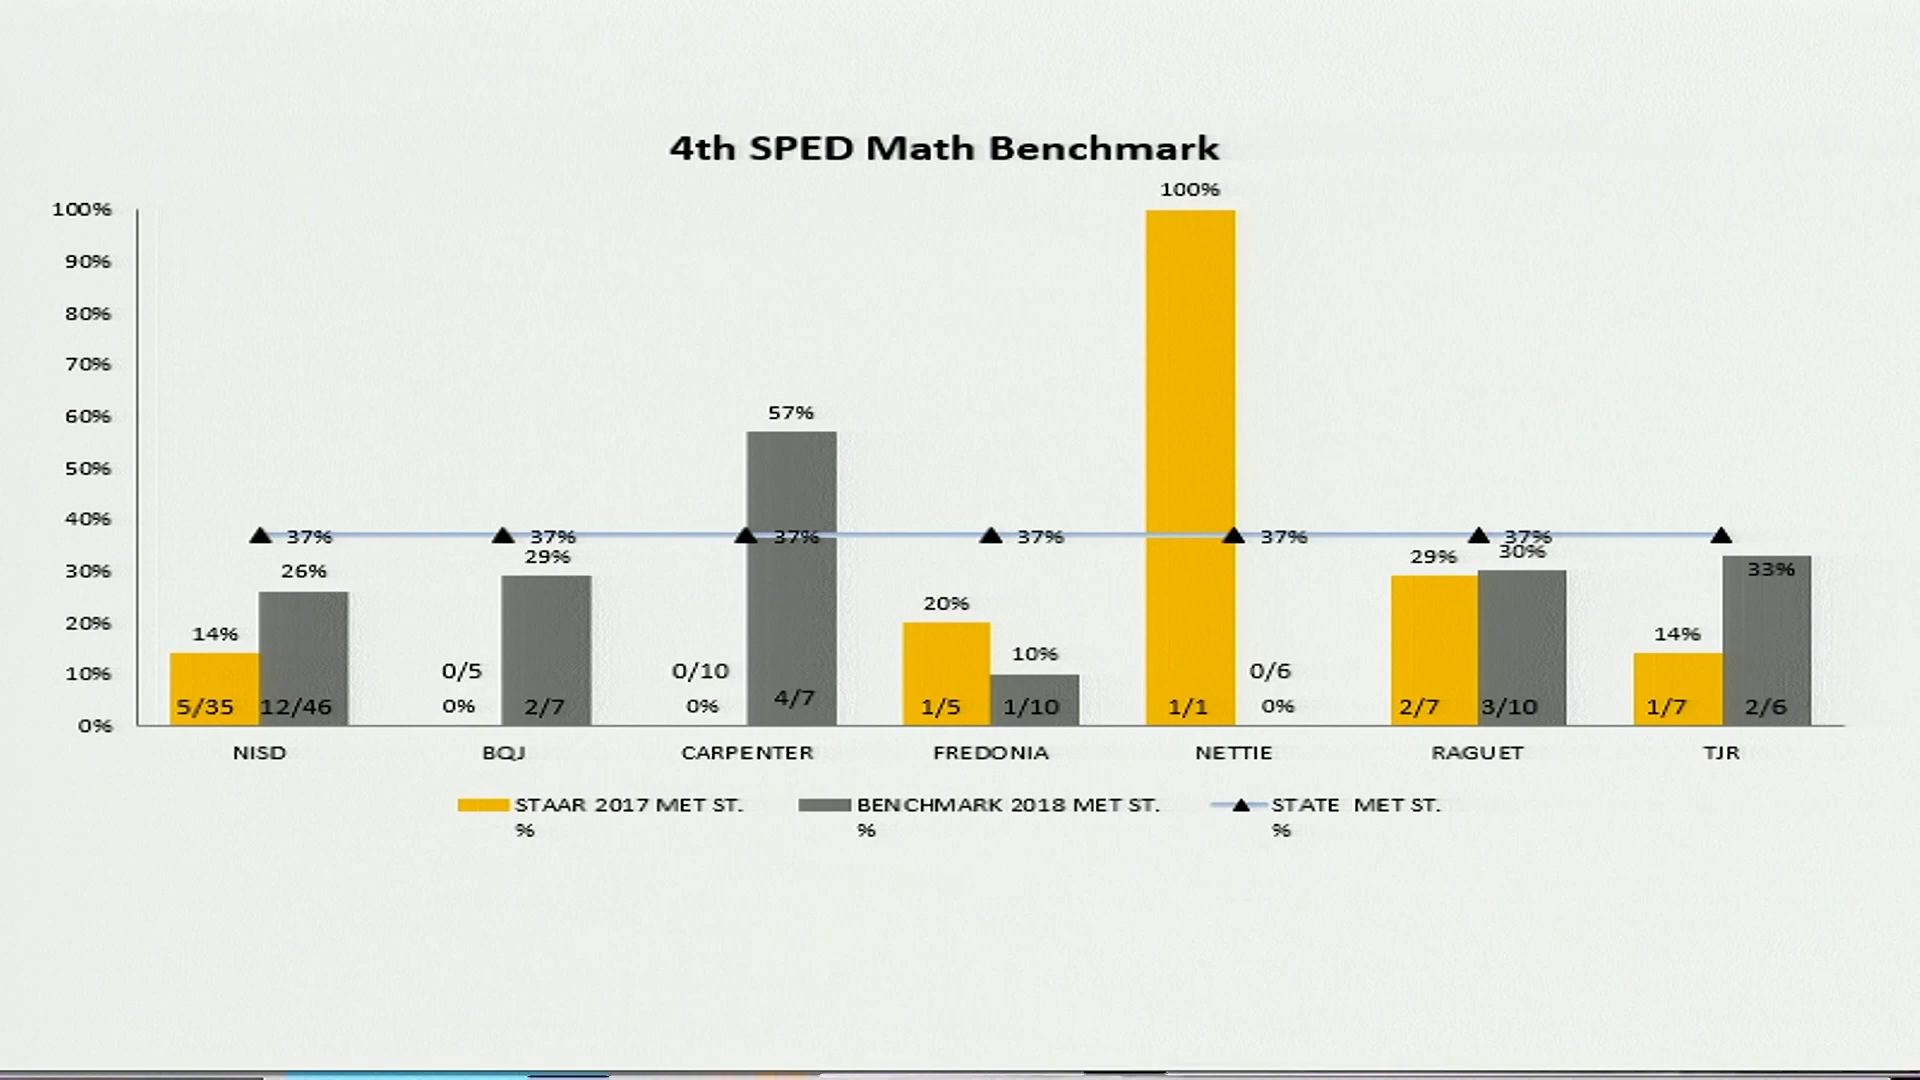 4th SPED Math Benchmark
100%
100%
90%
80%
70%
60%
50%
40%
30%
20%
10%
0%
57%
37% 37% 37% 37% 37% 37%
29% 29% 30%
26% 33%
20%
14% 10% 14%
0/5 0/10 0/6
5/35 12/46 0% 2/7 0% 4/7 1/5 1/10 1/1 0% 2/7 3/10 1/7 2/6
NISD BQJ CARPENTER FREDONIA NETTIE RAGUET TJR
STAAR 2017 MET ST. %
BENCHMARK 2018 MET ST. %
STATE MET ST. %